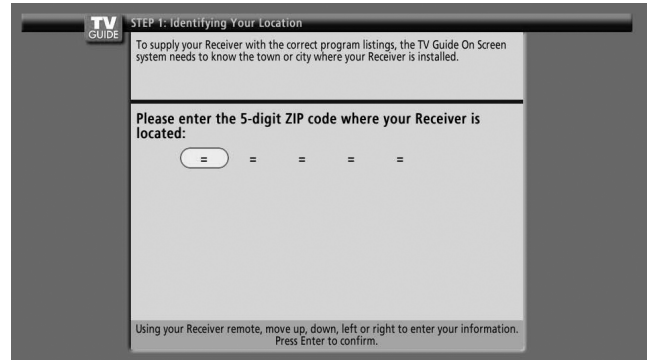 TV
GUIDE
STEP 1: Identifying Your Location
To supply your Receiver with the correct program listings, the TV Guide On Screen
system needs to know the town or city where your Receiver is installed.
Please enter the 5-digit ZIP code where your Receiver is
located:
= = = = =
Using your Receiver remote, move up, down, left or right to enter your information.
Press Enter to confirm.